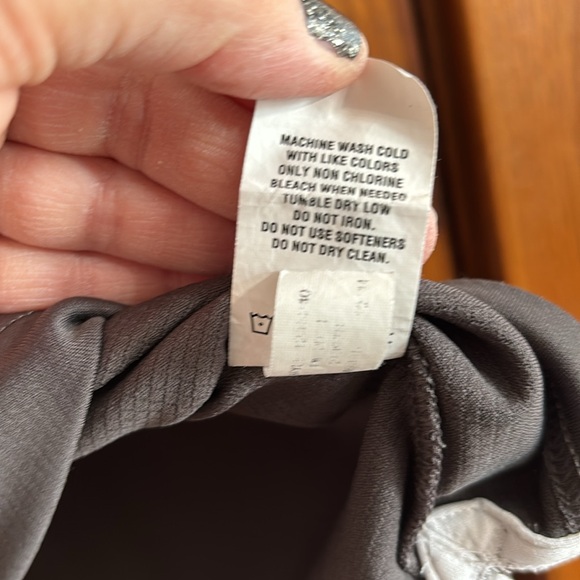 MACHINE WASH COLD
WITH LIKE COLORS
ONLY NON CHLORINE
BLEACH WHEN NEEDED
TUMBLE DRY LOW
DO NOT IRON.
DO NOT USE SOFTENERS
DO NOT DRY CLEAN.